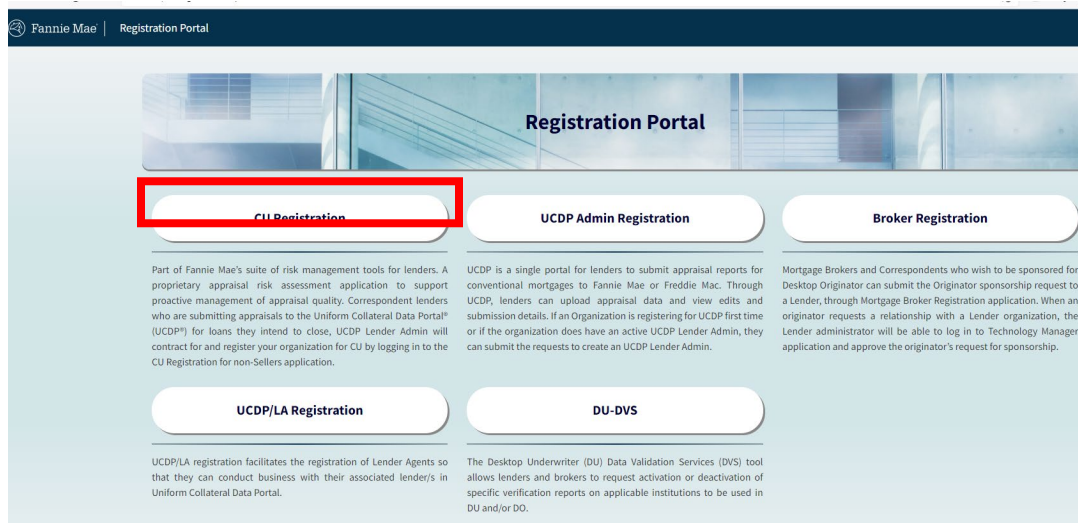 Fannie Mae | Registration Portal
Registration Portal
CU Registration
UCDP Admin Registration
Broker Registration
Part of Fannie Mae's suite of risk management tools for lenders. A
proprietary appraisal risk assessment application to support
proactive management of appraisal quality. Correspondent lenders
who are submitting appraisals to the Uniform Collateral Data Portal®
(UCDP®) for loans they intend to close, UCDP Lender Admin will
contract for and register your organization for CU by logging in to the
CU Registration for non-Sellers application.
UCDP is a single portal for lenders to submit appraisal reports for
conventional mortgages to Fannie Mae or Freddie Mac. Through
UCDP, lenders can upload appraisal data and view edits and
submission details. If an Organization is registering for UCDP first time
or if the organization does have an active UCDP Lender Admin, they
can submit the requests to create an UCDP Lender Admin.
Mortgage Brokers and Correspondents who wish to be sponsored for
Desktop Originator can submit the Originator sponsorship request to
a Lender, through Mortgage Broker Registration application. When an
originator requests a relationship with a Lender organization, the
Lender administrator will be able to log in to Technology Manager
application and approve the originator's request for sponsorship.
UCDP/LA Registration
DU-DVS
UCDP/LA registration facilitates the registration of Lender Agents so
that they can conduct business with their associated lender/s in
Uniform Collateral Data Portal.
The Desktop Underwriter (DU) Data Validation Services (DVS) tool
allows lenders and brokers to request activation or deactivation of
specific verification reports on applicable institutions to be used in
DU and/or DO.